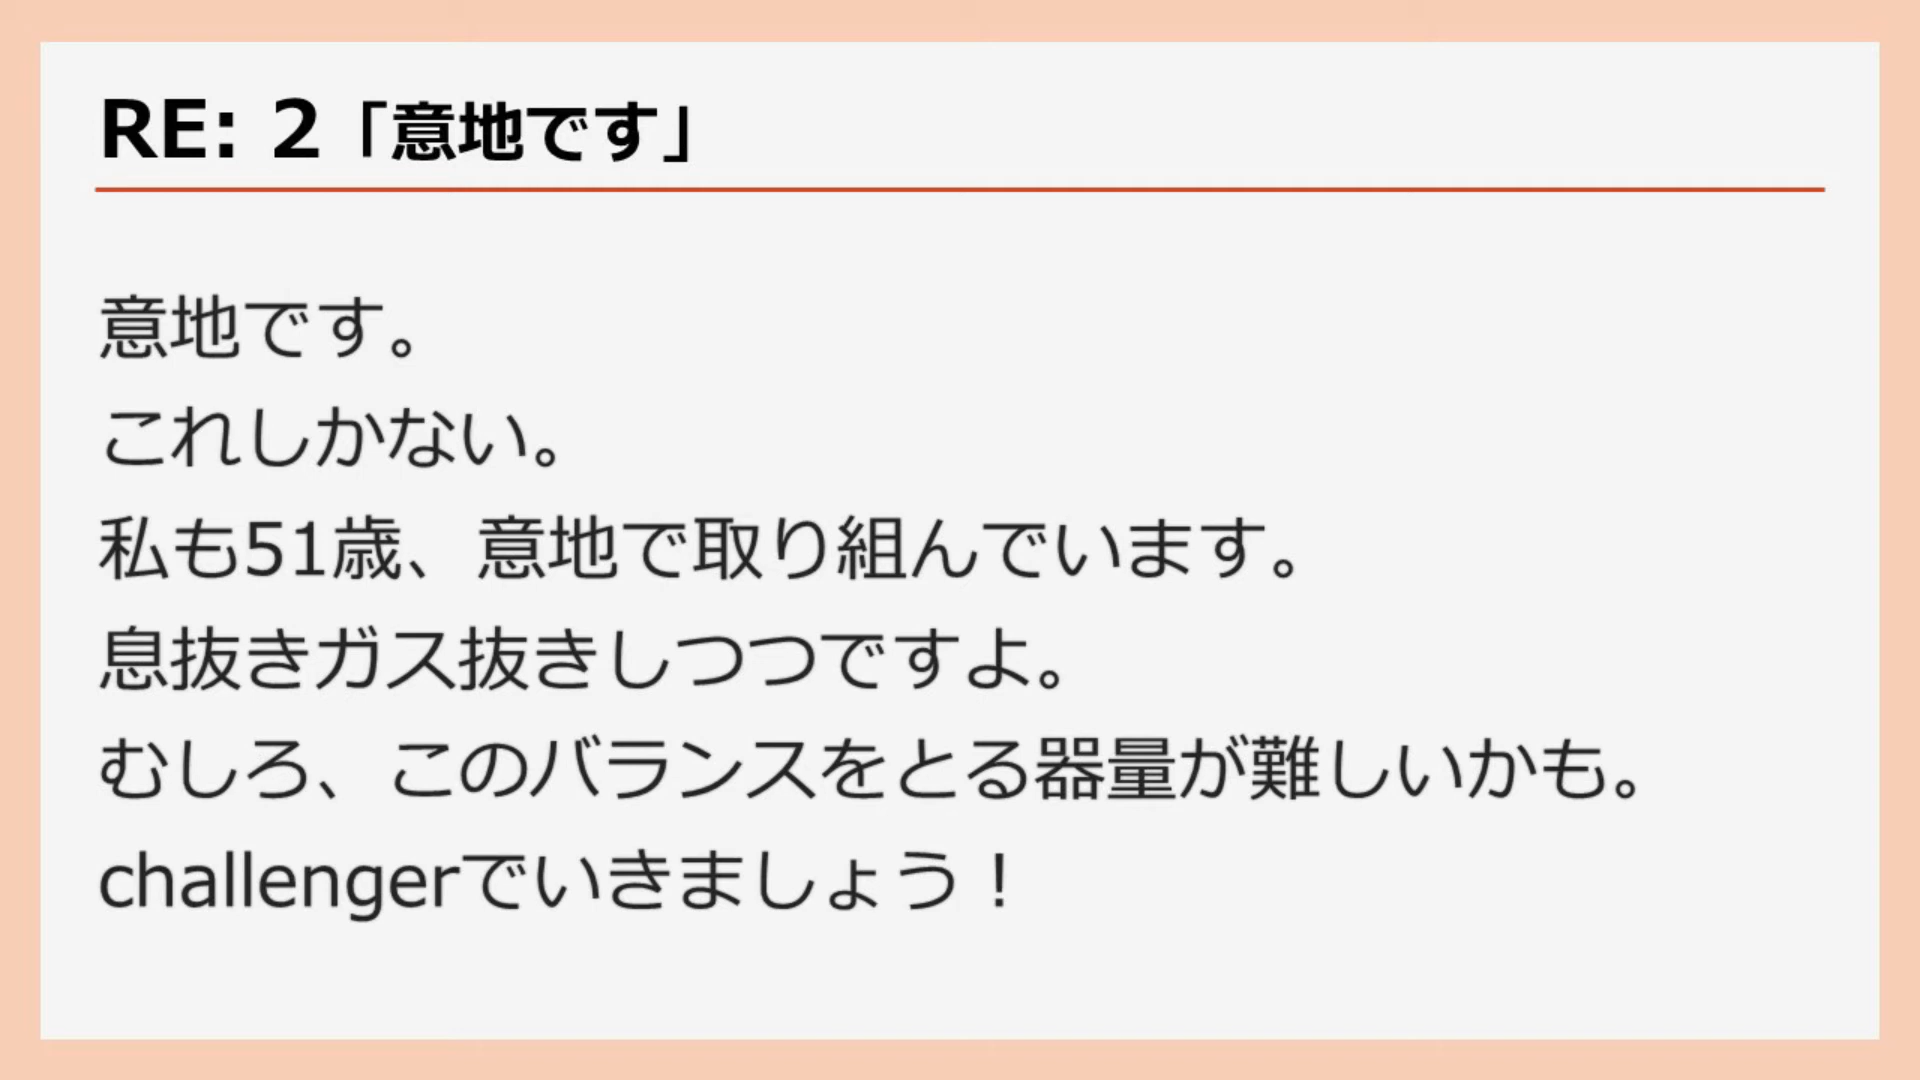 RE: 2「意地です」
意地です。
これしかない。
私も51歳、意地で取り組んでいます。
息抜きガス抜きしつつですよ。
むしろ、このバランスをとる器量が難しいかも。
challengerでいきましょう！